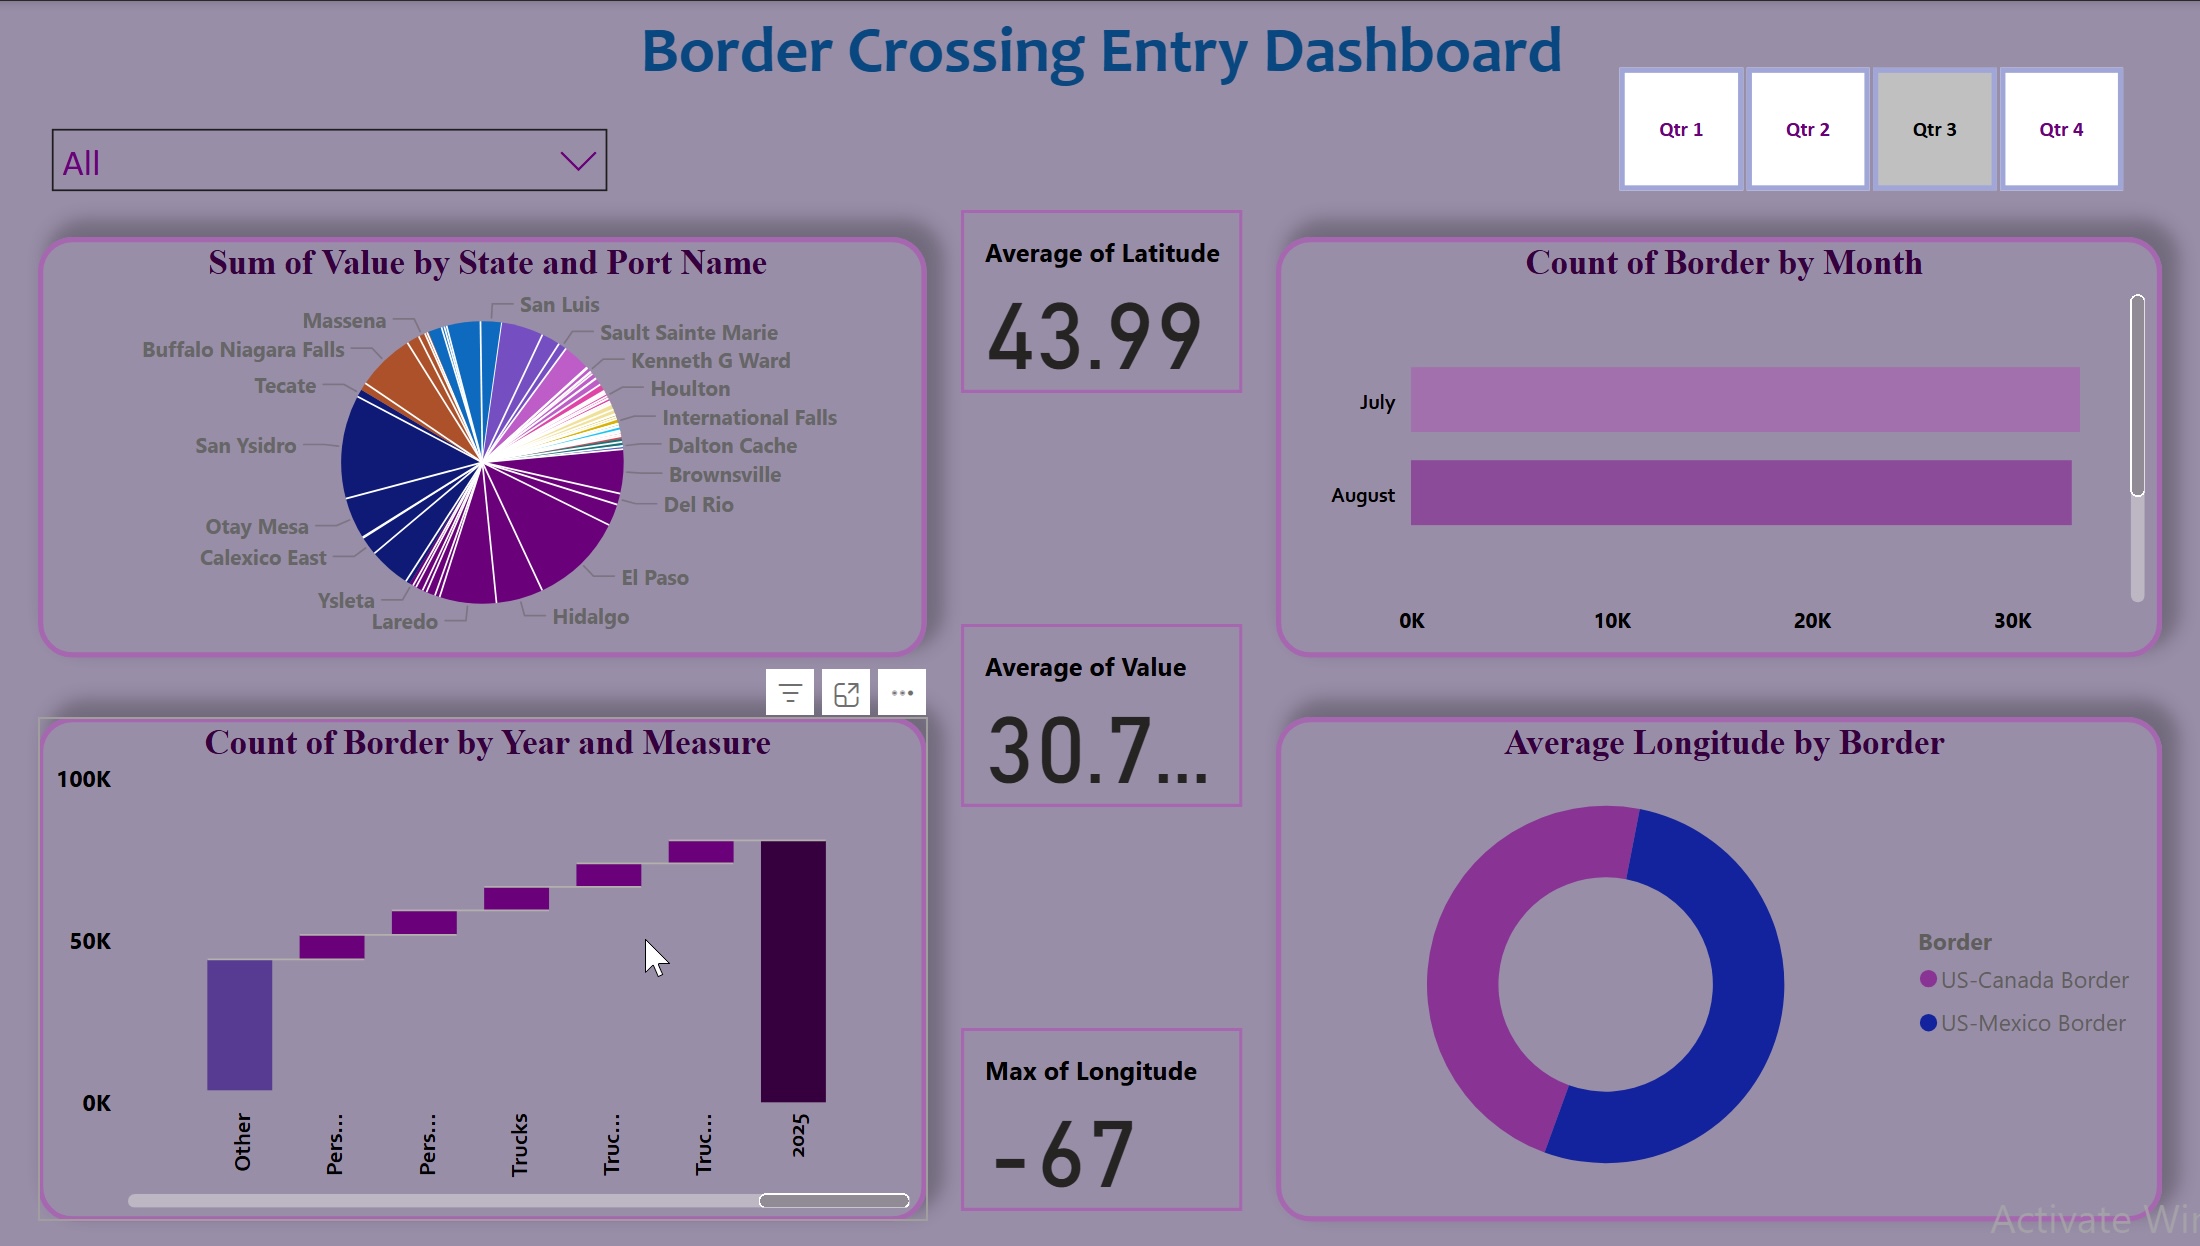 Border Crossing Entry Dashboard
Qtr 1
Qtr 2
Qtr 3
Qtr 4
All
Sum of Value by State and Port Name
San Luis
Massena
Sault Sainte Marie
Buffalo Niagara Falls
Kenneth G Ward
Tecate
Houlton
International Falls
San Ysidro
Dalton Cache
Brownsville
Del Rio
Otay Mesa
Calexico East
El Paso
Ysleta
Hidalgo
Laredo
Average of Latitude
43.99
Count of Border by Month
July
August
0K
10K
20K
30K
Average of Value
30.7...
Count of Border by Year and Measure
100K
50K
0K
Other
Pers...
Pers...
Trucks
Truc...
Truc...
2025
Max of Longitude
-67
Average Longitude by Border
Border
US-Canada Border
US-Mexico Border
Activate Win